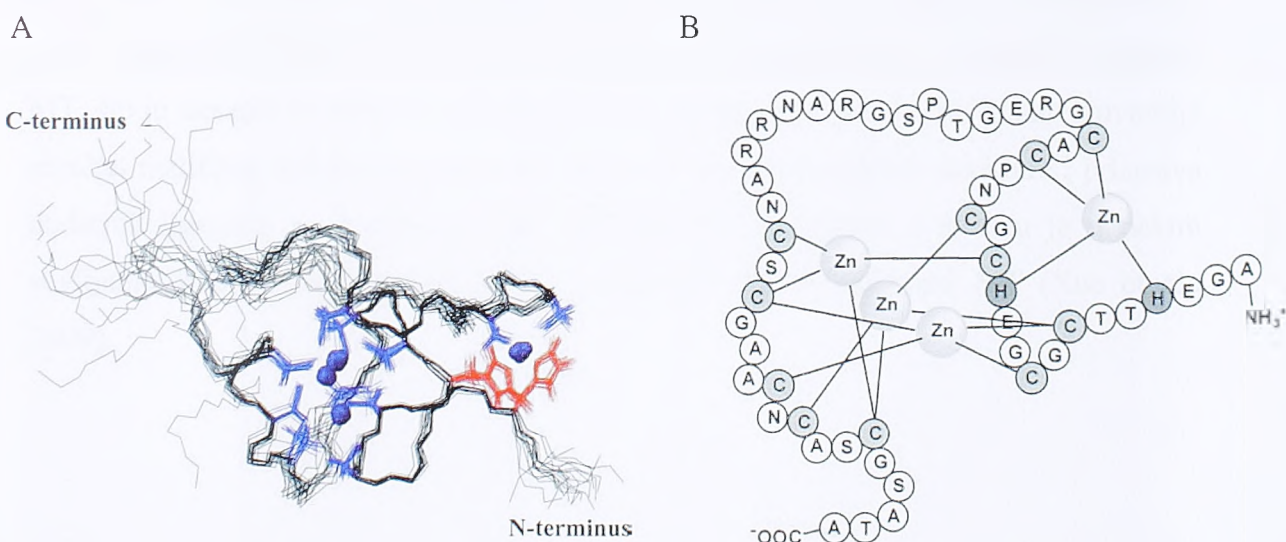 A
B
C-terminus
N-terminus
A G E H T T C G C G E H C G C N P C A C G R E G T P S G R A N R R A N C S C G A A C N C A S C G S A T A
Zn
Zn
Zn
Zn
NH₃⁺
⁻OOC